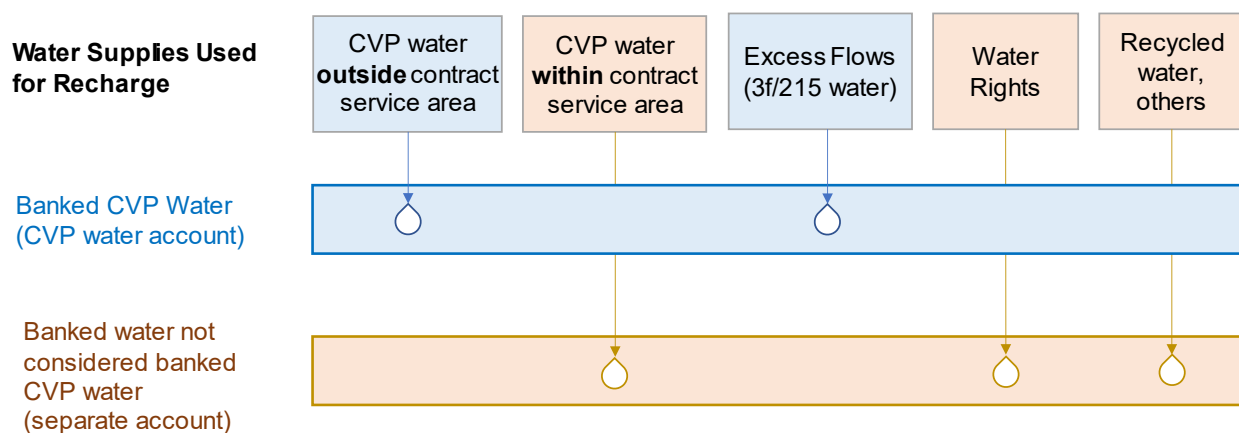 Water Supplies Used
for Recharge
CVP water
outside contract
service area
CVP water
within contract
service area
Excess Flows
(3f/215 water)
Water
Rights
Recycled
water,
others
Banked CVP Water
(CVP water account)
Banked water not
considered banked
CVP water
(separate account)